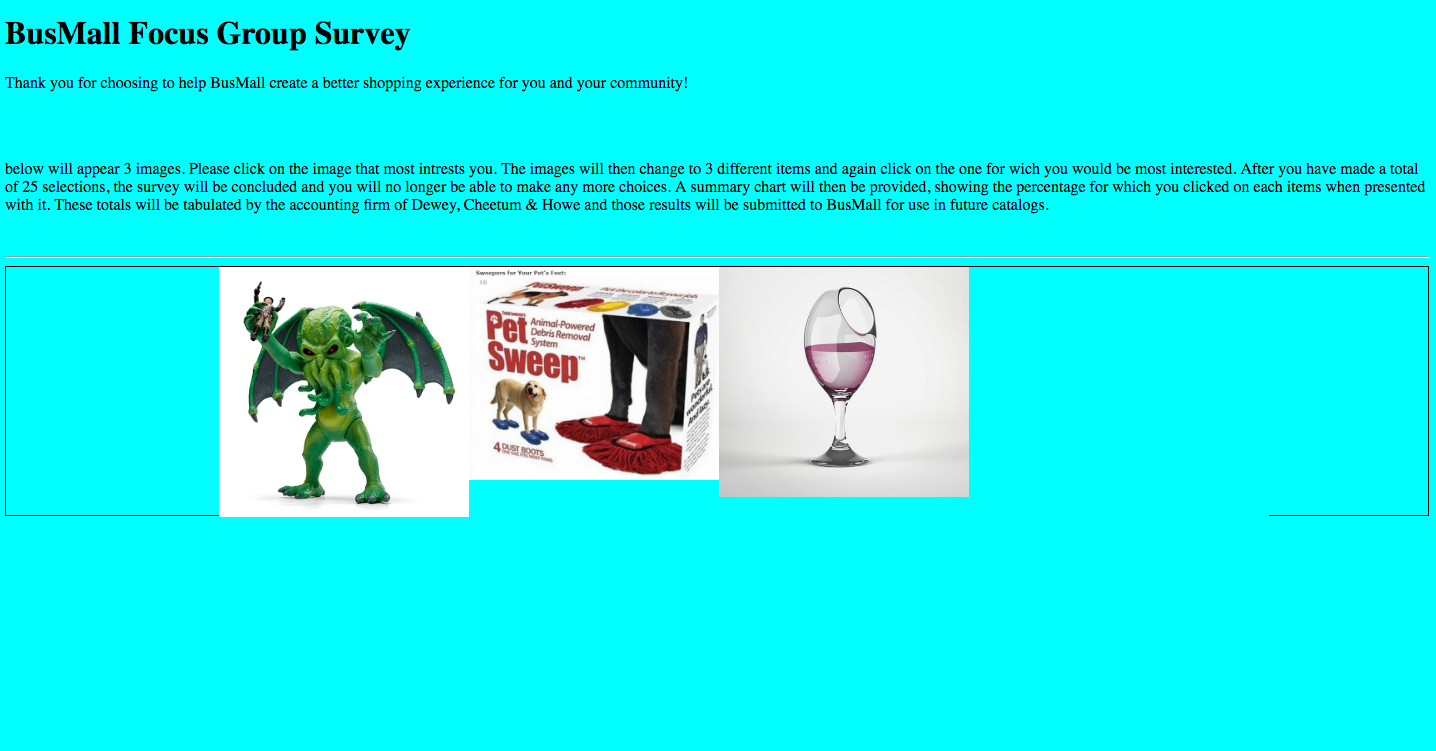 BusMall Focus Group Survey
Thank you for choosing to help BusMall create a better shopping experience for you and your community!
below will appear 3 images. Please click on the image that most intrests you. The images will then change to 3 different items and again click on the one for wich you would be most interested. After you have made a total
of 25 selections, the survey will be concluded and you will no longer be able to make any more choices. A summary chart will then be provided, showing the percentage for which you clicked on each items when presented
with it. These totals will be tabulated by the accounting firm of Dewey, Cheetum & Howe and those results will be submitted to BusMall for use in future catalogs.
Sweepers for Your Pet's Feet:
16
PetSweep
Pet
Sweep™
Animal-Powered
Debris Removal
System
4 DUST BOOTS